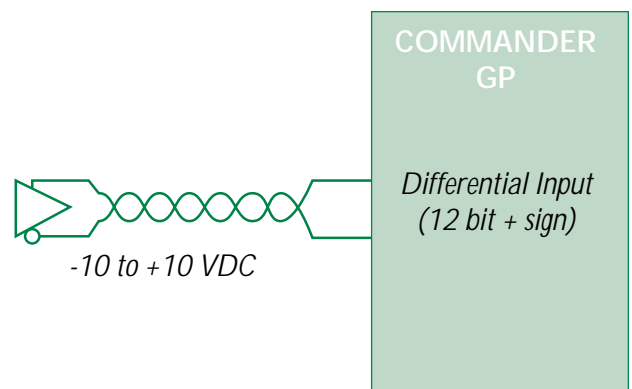 COMMANDER
GP
Differential Input
(12 bit + sign)
-10 to +10 VDC